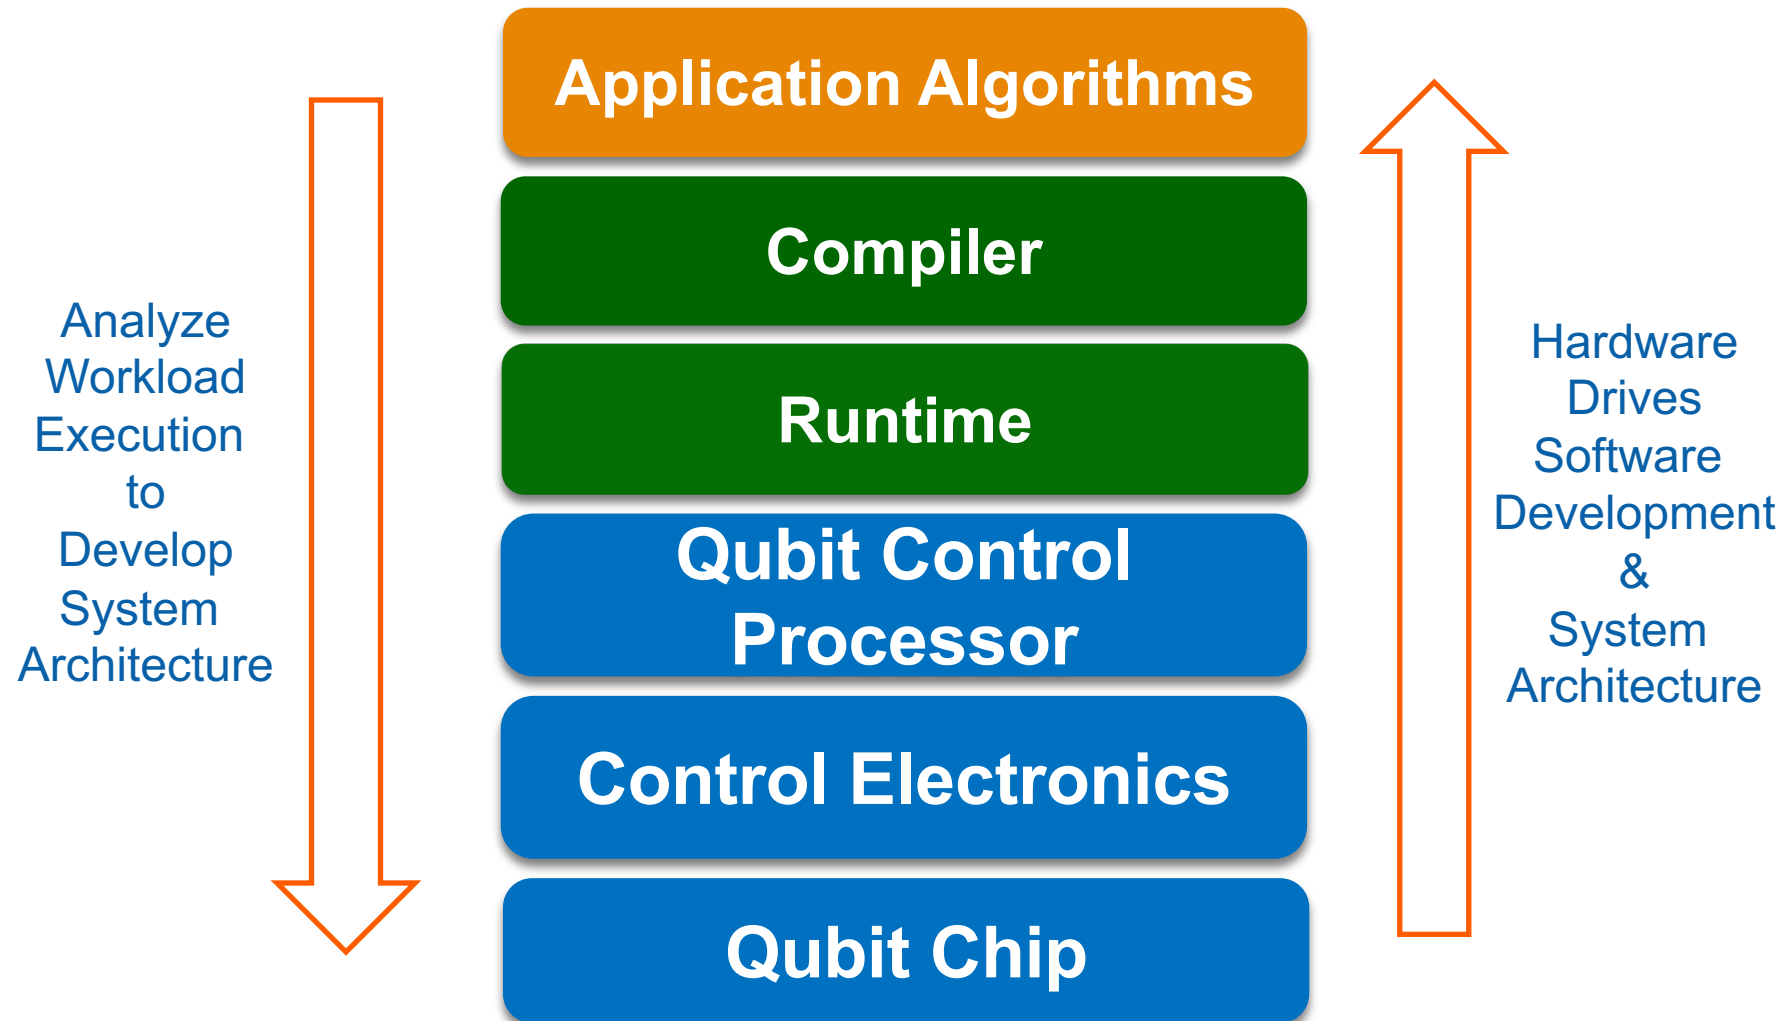 Application Algorithms
Compiler
Runtime
Qubit Control
Processor
Control Electronics
Qubit Chip
Analyze
Workload
Execution
to
Develop
System
Architecture
Hardware
Drives
Software
Development
&
System
Architecture